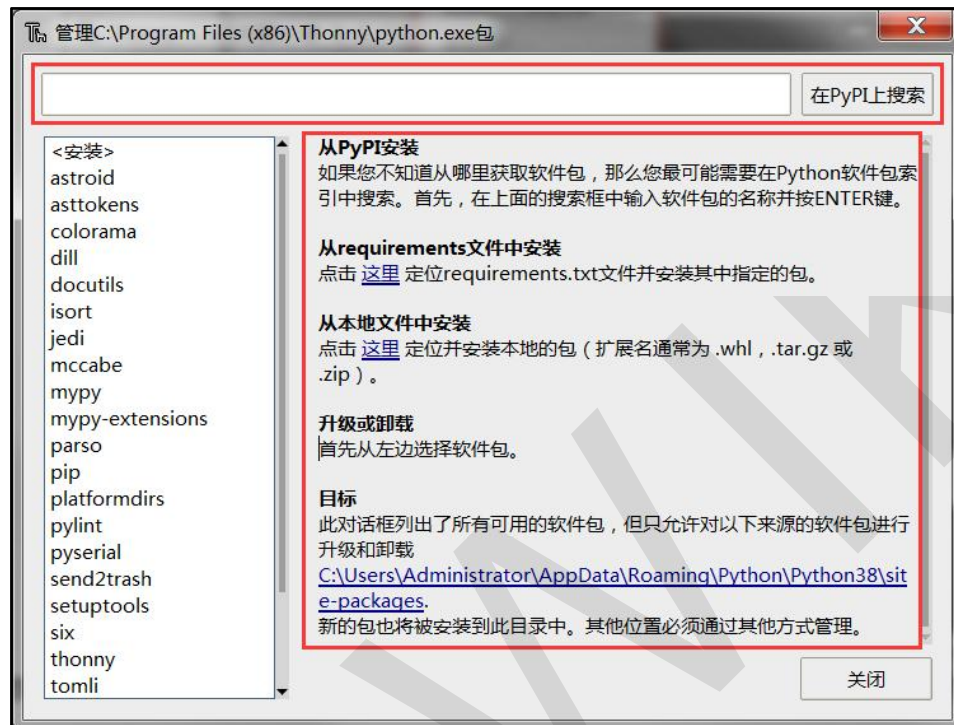 管理C:\Program Files (x86)\Thonny\python.exe包
在PyPI上搜索
<安装>
astroid
asttokens
colorama
dill
docutils
isort
jedi
mccabe
mypy
mypy-extensions
parso
pip
platformdirs
pylint
pyserial
send2trash
setuptools
six
thonny
tomli
从PyPI安装
如果您不知道从哪里获取软件包，那么您最可能需要在Python软件包索
引中搜索。首先，在上面的搜索框中输入软件包的名称并按ENTER键。
从requirements文件中安装
点击 这里 定位requirements.txt文件并安装其中指定的包。
从本地文件中安装
点击 这里 定位并安装本地的包（扩展名通常为 .whl，.tar.gz 或
.zip）。
升级或卸载
首先从左边选择软件包。
目标
此对话框列出了所有可用的软件包，但只允许对以下来源的软件包进行
升级和卸载
C:\Users\Administrator\AppData\Roaming\Python\Python38\sit
e-packages.
新的包也将被安装到此目录中。其他位置必须通过其他方式管理。
关闭